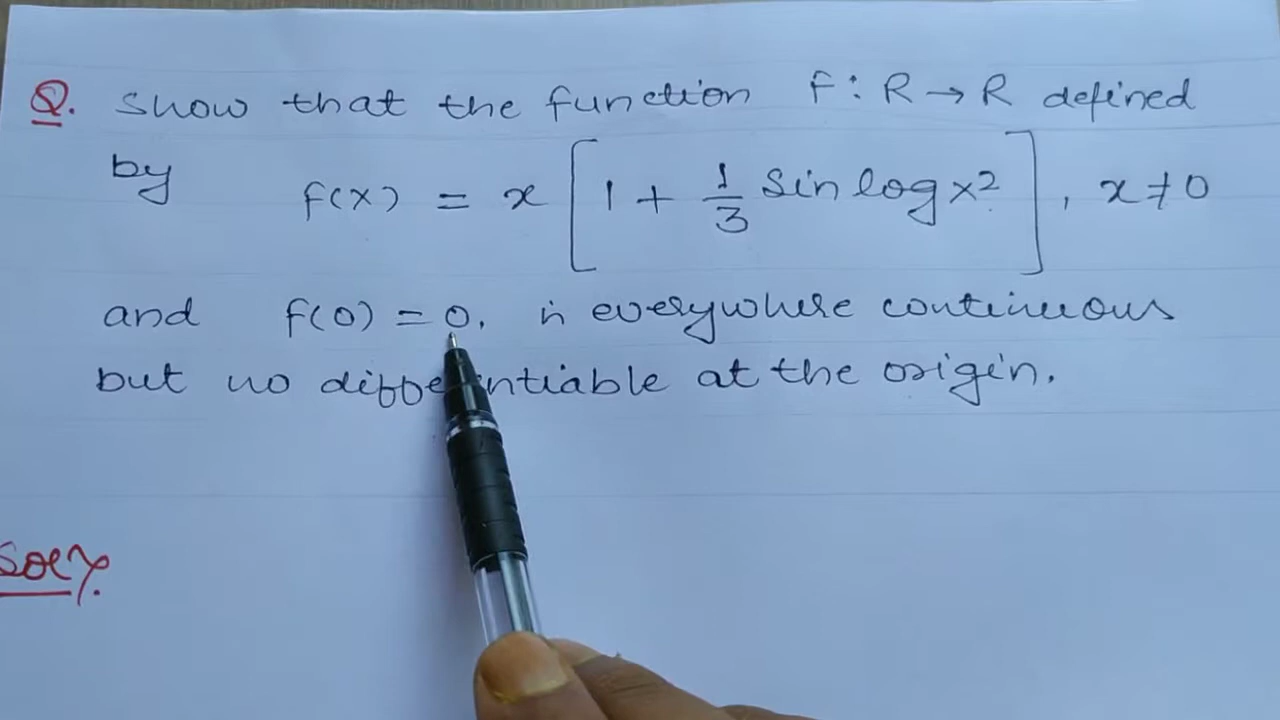 Q. Show that the function f : R → R defined
by f(x) = x [ 1 + 1/3 Sin log x² ], x ≠ 0
and f(0) = 0, is everywhere continuous
but no differentiable at the origin.
Soln.